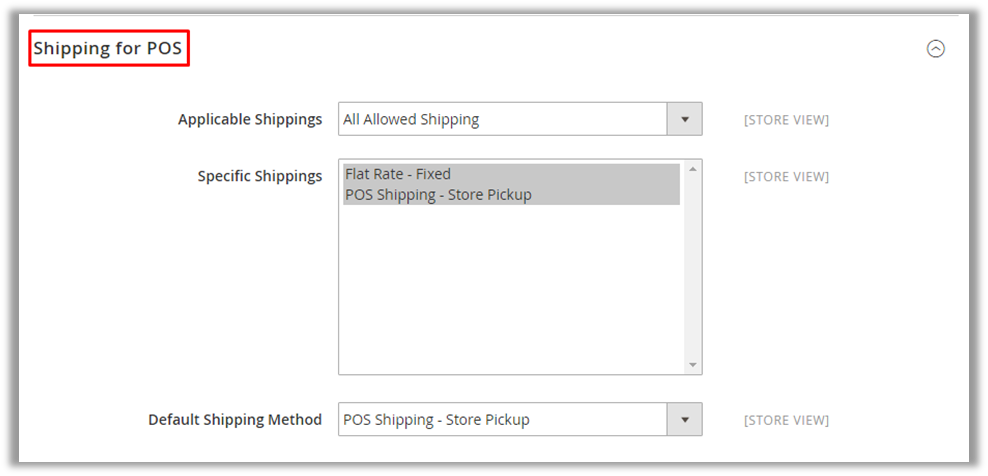 Shipping for POS
Applicable Shippings All Allowed Shipping [STORE VIEW]
Specific Shippings Flat Rate - Fixed [STORE VIEW]
POS Shipping - Store Pickup
Default Shipping Method POS Shipping - Store Pickup [STORE VIEW]